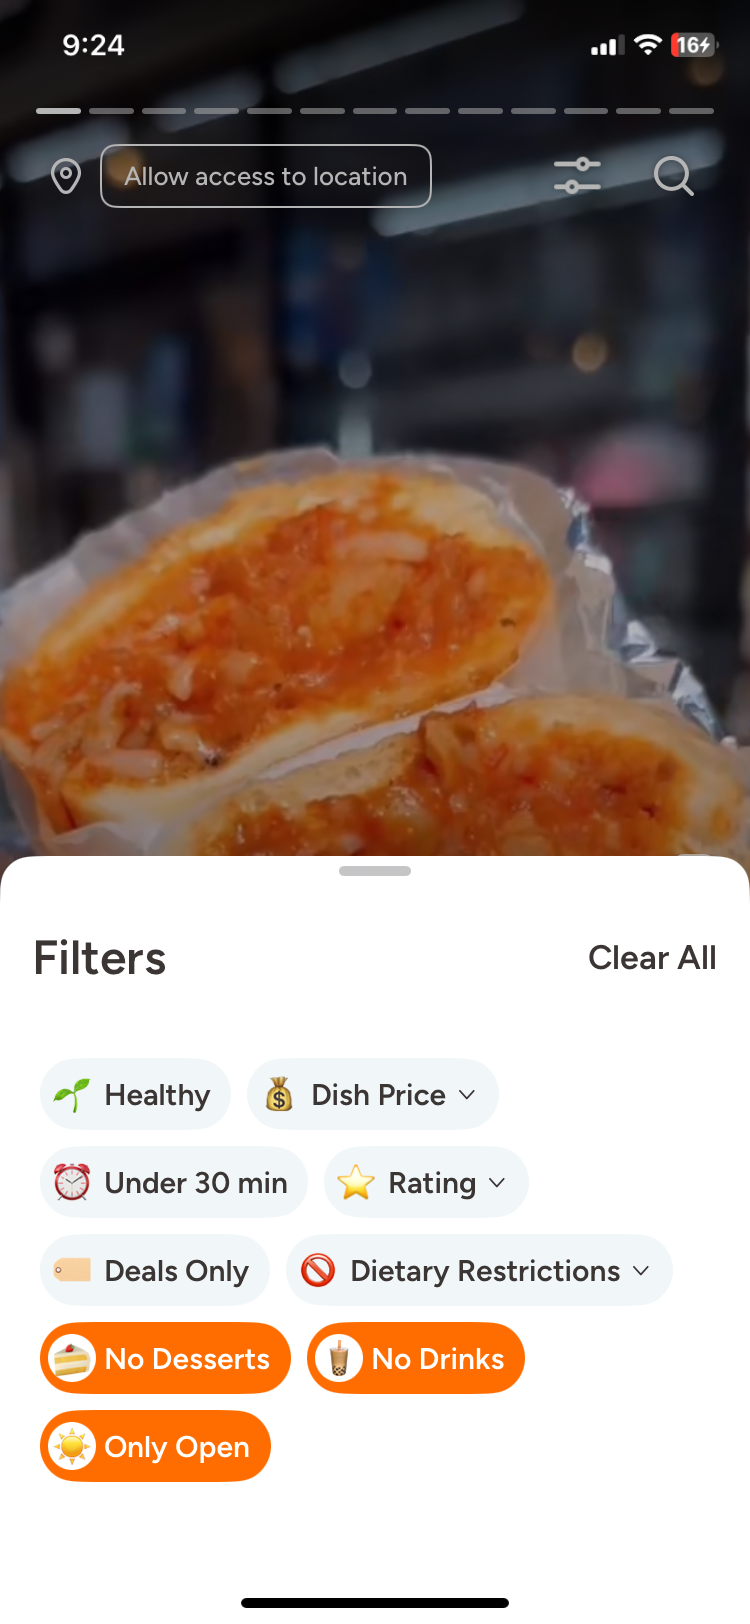 9:24
16
Allow access to location
Filters
Clear All
Healthy
Dish Price
Under 30 min
Rating
Deals Only
Dietary Restrictions
No Desserts
No Drinks
Only Open